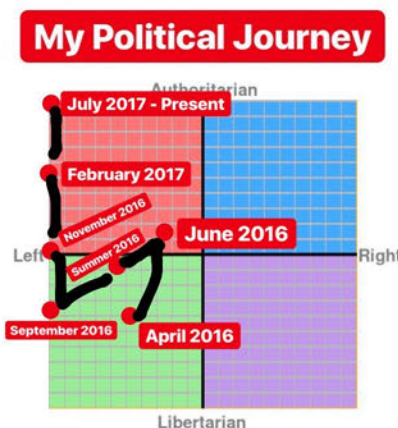 My Political Journey
Authoritarian
July 2017 - Present
February 2017
November 2016
June 2016
Summer 2016
Left
Right
September 2016
April 2016
Libertarian